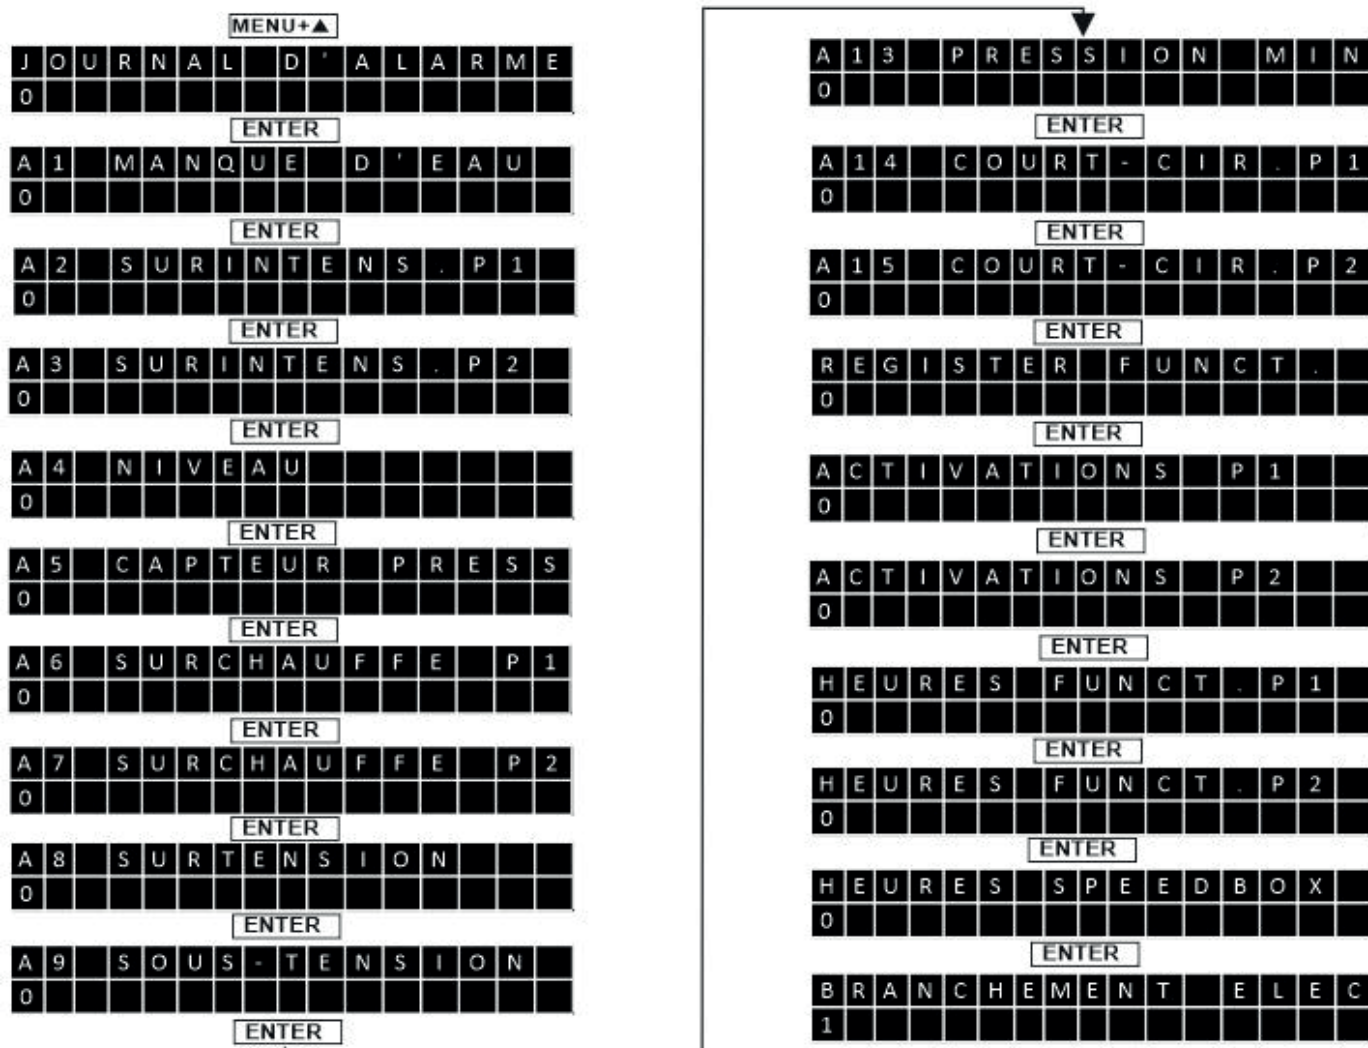 MENU+▲
JOURNAL D'ALARME
0
ENTER
A1 MANQUE D'EAU
0
ENTER
A2 SURINTENS.P1
0
ENTER
A3 SURINTENS.P2
0
ENTER
A4 NIVEAU
0
ENTER
A5 CAPTEUR PRESS
0
ENTER
A6 SURCHAUFFE P1
0
ENTER
A7 SURCHAUFFE P2
0
ENTER
A8 SURTENSION
0
ENTER
A9 SOUS-TENSION
0
ENTER
A13 PRESSION MIN
0
ENTER
A14 COURT-CIR.P1
0
ENTER
A15 COURT-CIR.P2
0
ENTER
REGISTER FUNCT.
0
ENTER
ACTIVATIONS P1
0
ENTER
ACTIVATIONS P2
0
ENTER
HEURES FUNCT.P1
0
ENTER
HEURES FUNCT.P2
0
ENTER
HEURES SPEEDBOX
0
ENTER
BRANCHEMENT ELEC
1